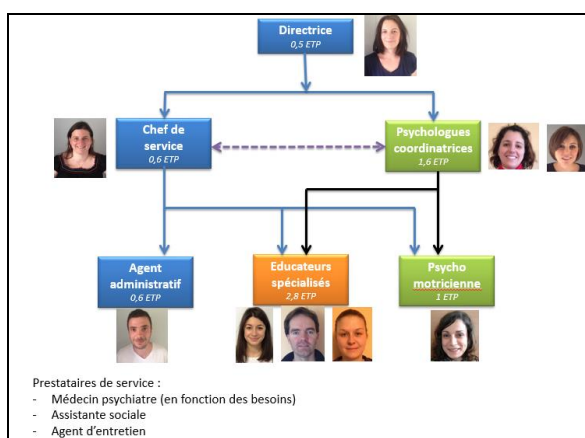 Directrice
0,5 ETP
Chef de
service
0,6 ETP
Psychologues
coordinatrices
1,6 ETP
Agent
administratif
0,6 ETP
Educateurs
spécialisés
2,8 ETP
Psycho
motricienne
1 ETP
Prestataires de service :
- Médecin psychiatre (en fonction des besoins)
- Assistante sociale
- Agent d'entretien